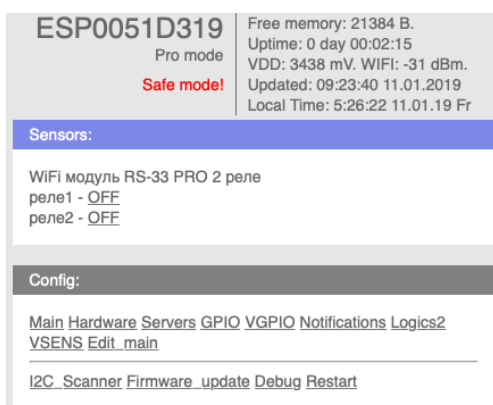 ESP0051D319
Pro mode
Safe mode!
Free memory: 21384 B.
Uptime: 0 day 00:02:15
VDD: 3438 mV. WIFI: -31 dBm.
Updated: 09:23:40 11.01.2019
Local Time: 5:26:22 11.01.19 Fr
Sensors:
WiFi модуль RS-33 PRO 2 реле
реле1 - OFF
реле2 - OFF
Config:
Main Hardware Servers GPIO VGPIO Notifications Logics2
VSENS Edit_main
I2C_Scanner Firmware_update Debug Restart